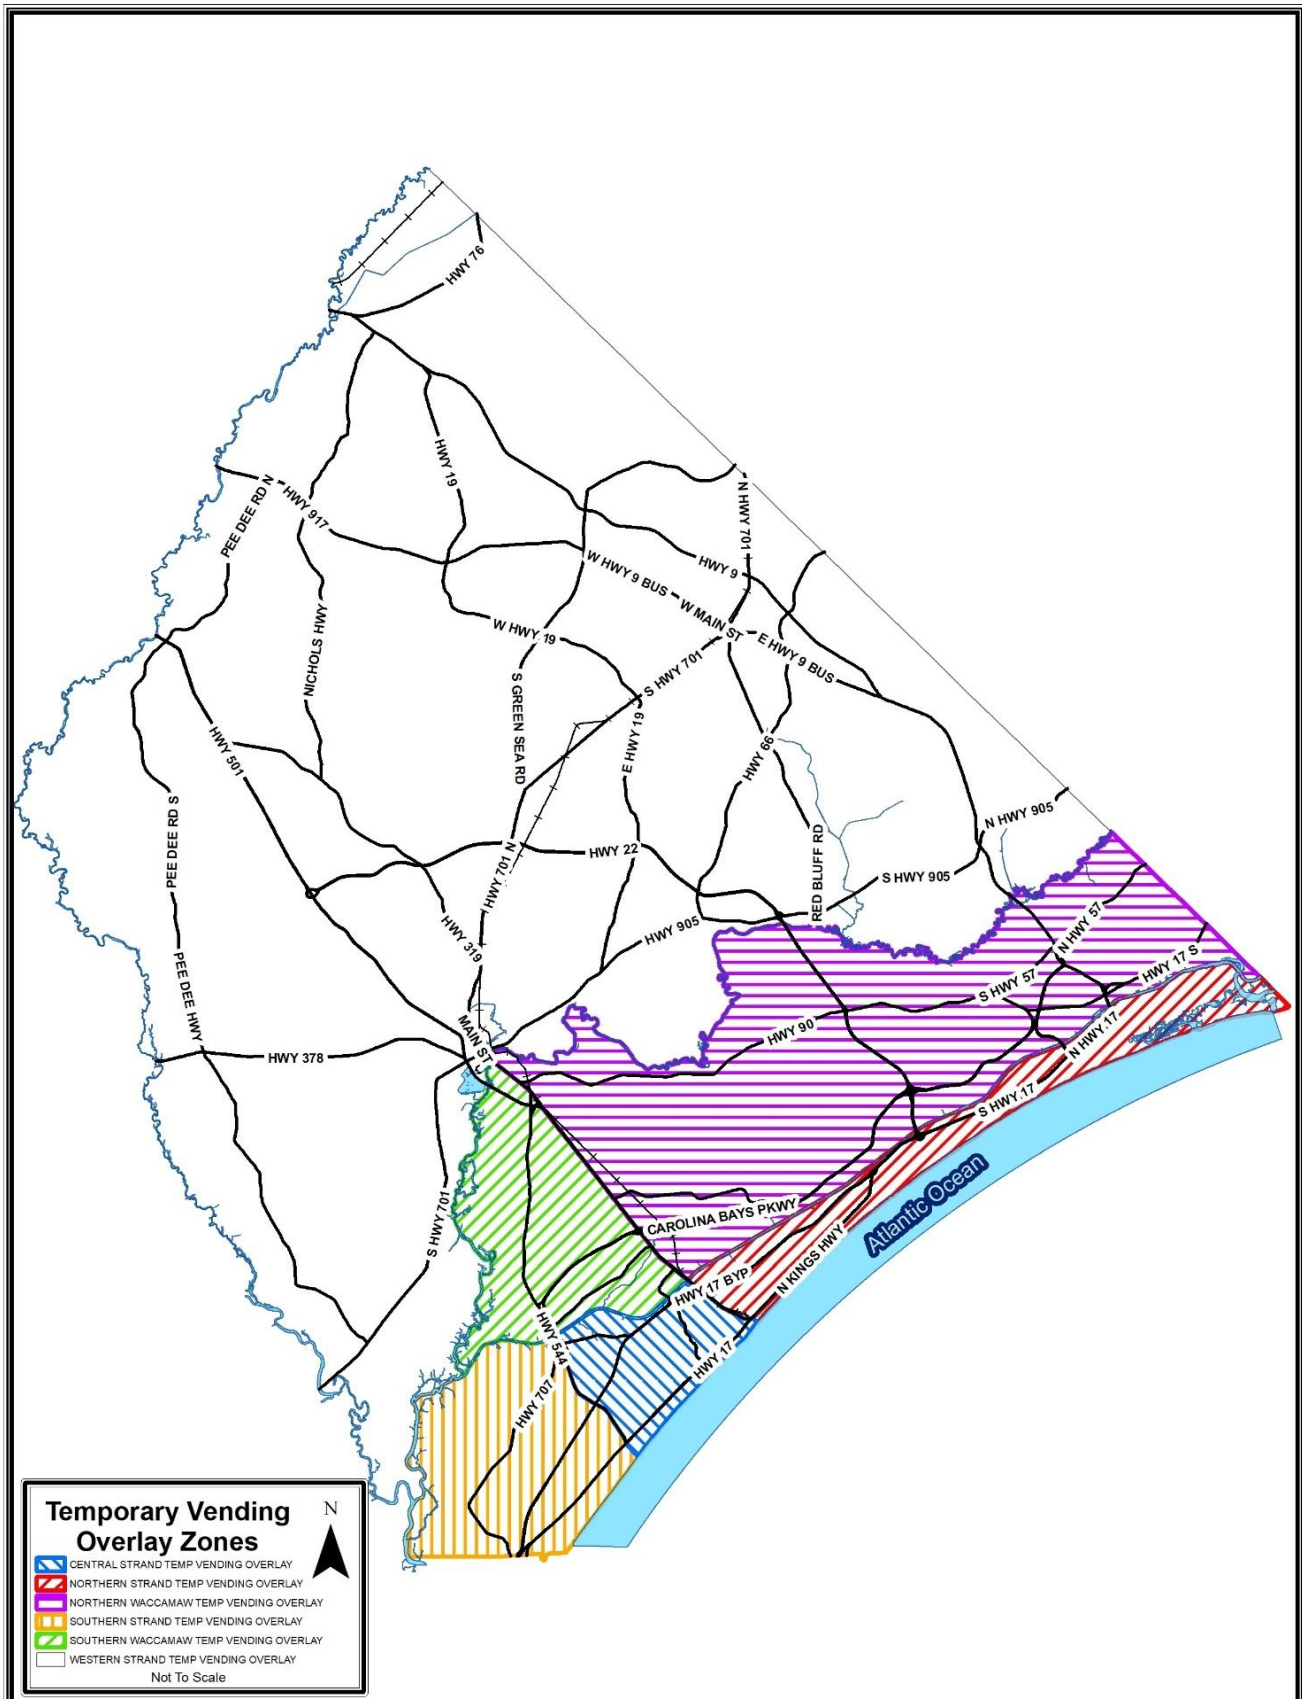 HWY 76
HWY 19
PEE DEE RD N
HWY 917
N HWY 701
HWY 9
W HWY 9 BUS
W MAIN ST
E HWY 9 BUS
W HWY 19
NICHOLS HWY
S HWY 701
S GREEN SEA RD
E HWY 19
HWY 501
HWY 66
PEE DEE RD S
N HWY 905
HWY 22
RED BLUFF RD
HWY 701 N
S HWY 905
HWY 319
HWY 905
N HWY 57
PEE DEE HWY
HWY 17 S
S HWY 57
MAIN ST
HWY 90
N HWY 17
HWY 378
S HWY 17
Atlantic Ocean
S HWY 701
CAROLINA BAYS PKWY
N KINGS HWY
HWY 17 BYP
HWY 544
HWY 17
HWY 707
Temporary Vending
Overlay Zones
N
CENTRAL STRAND TEMP VENDING OVERLAY
NORTHERN STRAND TEMP VENDING OVERLAY
NORTHERN WACCAMAW TEMP VENDING OVERLAY
SOUTHERN STRAND TEMP VENDING OVERLAY
SOUTHERN WACCAMAW TEMP VENDING OVERLAY
WESTERN STRAND TEMP VENDING OVERLAY
Not To Scale